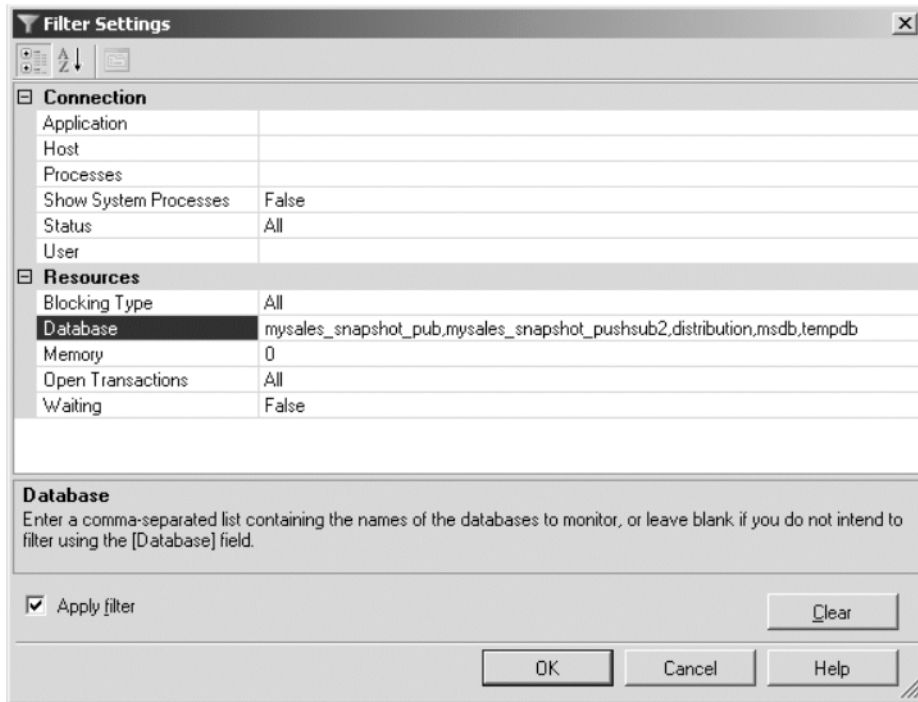 Filter Settings
Connection
Application
Host
Processes
Show System Processes False
Status All
User
Resources
Blocking Type All
Database mysales_snapshot_pub,mysales_snapshot_pushsub2,distribution,msdb,tempdb
Memory 0
Open Transactions All
Waiting False
Database
Enter a comma-separated list containing the names of the databases to monitor, or leave blank if you do not intend to
filter using the [Database] field.
Apply filter
Clear
OK Cancel Help